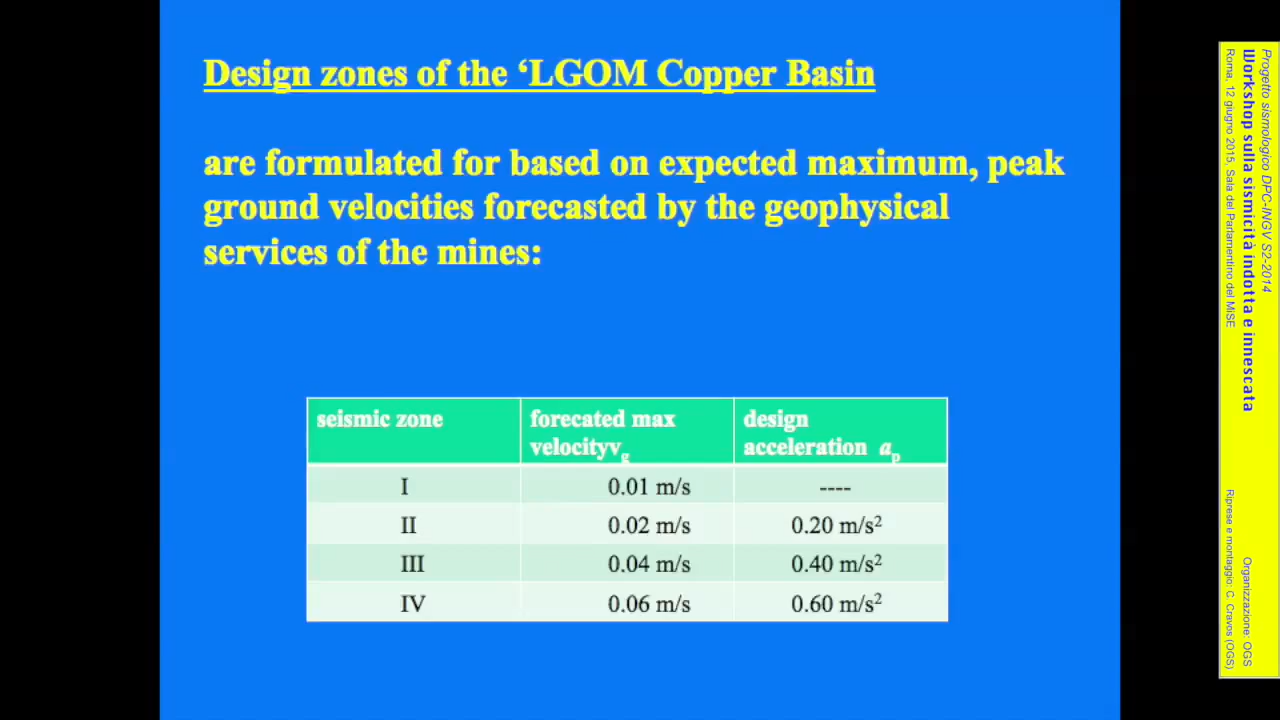 Design zones of the ‘LGOM Copper Basin
are formulated for based on expected maximum, peak
ground velocities forecasted by the geophysical
services of the mines:
seismic zone
forecated max
velocityvg
design
acceleration ap
I 0.01 m/s ----
II 0.02 m/s 0.20 m/s²
III 0.04 m/s 0.40 m/s²
IV 0.06 m/s 0.60 m/s²
Progetto sismologico DPC-INGV S2-2014
Workshop sulla sismicità indotta e innescata
Roma, 12 giugno 2015, Sala del Parlamentino del MiSE
Organizzazione: OGS
Riprese e montaggio: C. Cravos (OGS)